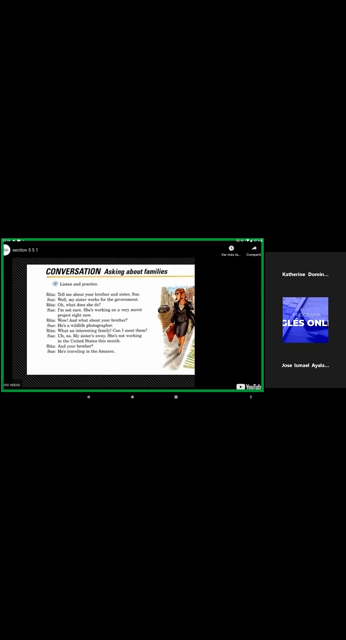 section 5 5 1
Ver más ta...
Compartir
CONVERSATION Asking about families
Listen and practice.
Rita: Tell me about your brother and sister, Sue.
Sue: Well, my sister works for the government.
Rita: Oh, what does she do?
Sue: I'm not sure. She's working on a very secret
project right now.
Rita: Wow! And what about your brother?
Sue: He's a wildlife photographer.
Rita: What an interesting family! Can I meet them?
Sue: Uh, no. My sister's away. She's not working
in the United States this month.
Rita: And your brother?
Sue: He's traveling in the Amazon.
YouTube
Katherine Domin...
GLÉS ONL
Jose Ismael Ayala...